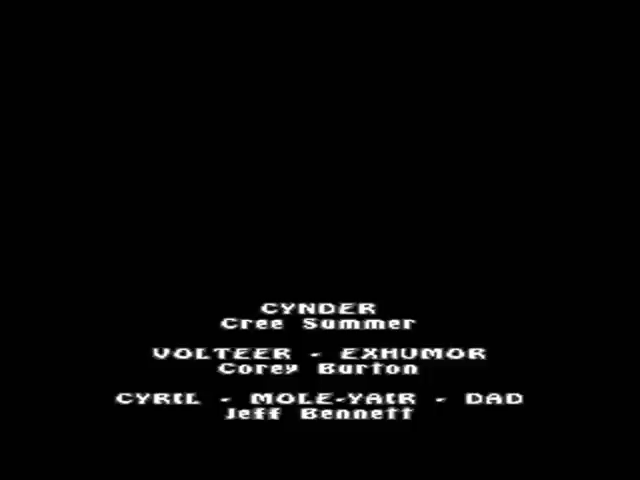 CYNDER
Cree Summer
VOLTEER - EXHUMOR
Corey Burton
CYRIL - MOLE-YAIR - DAD
Jeff Bennett